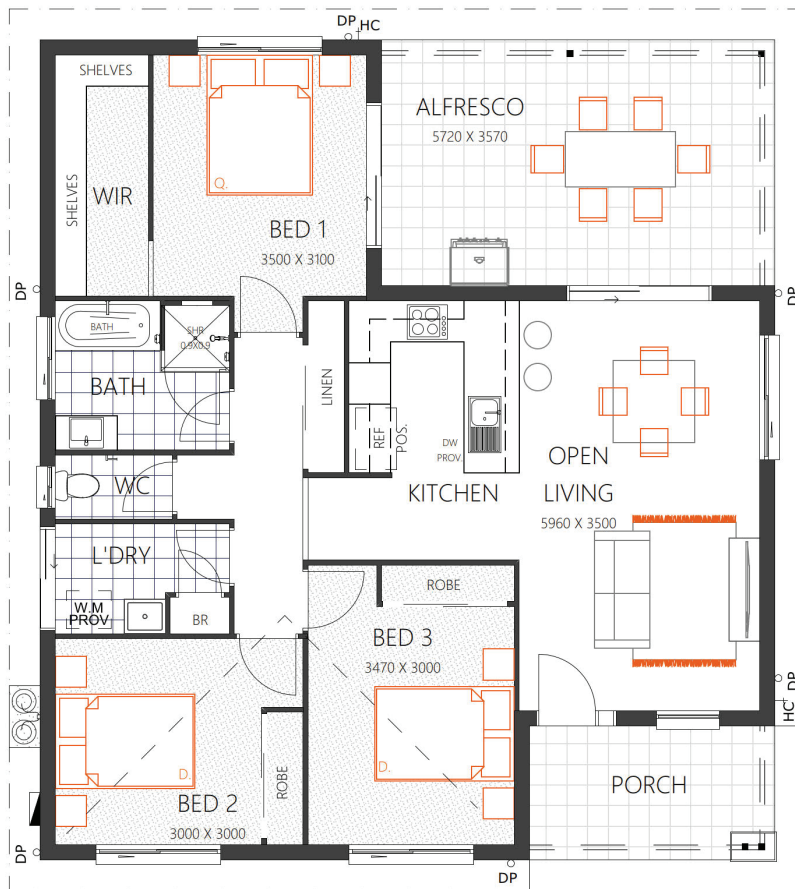 DP
HC
SHELVES
ALFRESCO
5720 X 3570
SHELVES
WIR
Q.
BED 1
3500 X 3100
DP
DP
BATH
SHR
0.9X0.9
BATH
LINEN
REF
POS.
DW
PROV.
OPEN
LIVING
5960 X 3500
KITCHEN
WC
L'DRY
W.M
PROV
BR
ROBE
BED 3
3470 X 3000
DP
HC
D.
D.
BED 2
3000 X 3000
ROBE
PORCH
DP
DP